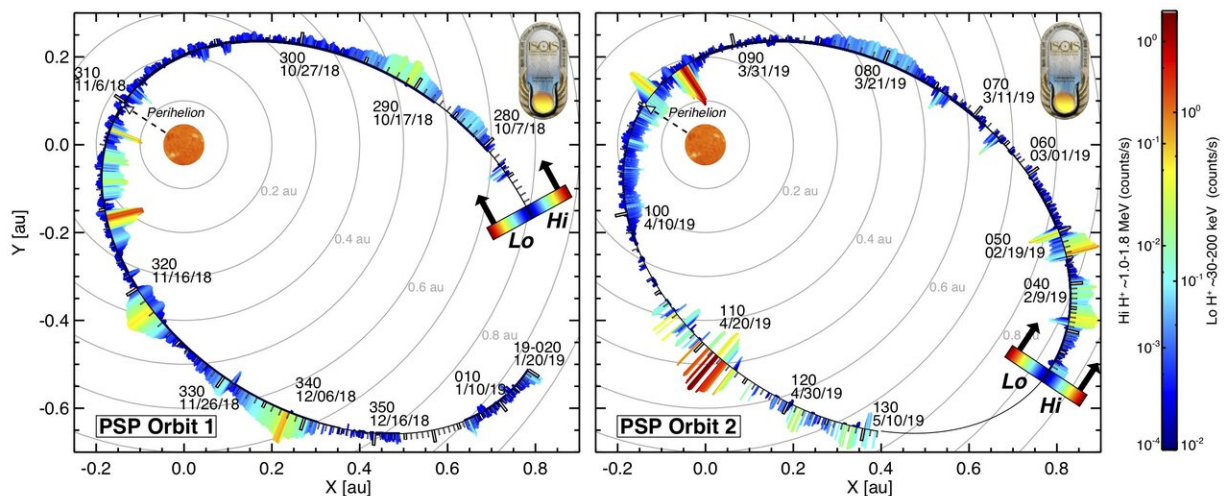 0.2
0.0
-0.2
-0.4
-0.6
Y [au]
310
11/6/18
300
10/27/18
290
10/17/18
280
10/7/18
Perihelion
0.2 au
0.4 au
0.6 au
0.8 au
Lo
Hi
320
11/16/18
330
11/26/18
340
12/06/18
350
12/16/18
010
1/10/19
19-020
1/20/19
PSP Orbit 1
-0.2 0.0 0.2 0.4 0.6 0.8
X [au]
ISOIS
090
3/31/19
080
3/21/19
070
3/11/19
060
03/01/19
050
02/19/19
040
2/9/19
Perihelion
0.2 au
0.4 au
0.6 au
0.8 au
100
4/10/19
110
4/20/19
120
4/30/19
130
5/10/19
Lo
Hi
PSP Orbit 2
-0.2 0.0 0.2 0.4 0.6 0.8
X [au]
ISOIS
10⁰
10⁻¹
10⁻²
10⁻³
10⁻⁴
Hi H⁺ ~1.0-1.8 MeV (counts/s)
10⁰
10⁻¹
10⁻²
Lo H⁺ ~30-200 keV (counts/s)